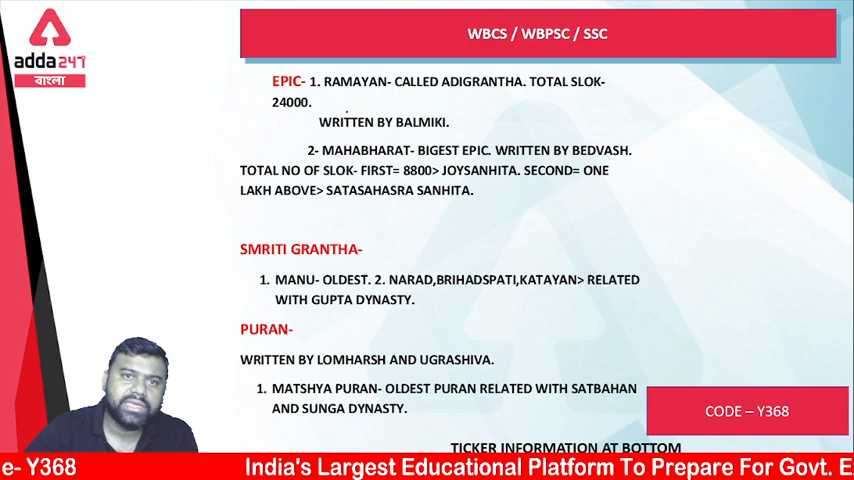 adda247
বাংলা
WBCS / WBPSC / SSC
EPIC- 1. RAMAYAN- CALLED ADIGRANTHA. TOTAL SLOK-
24000.
WRITTEN BY BALMIKI.
2- MAHABHARAT- BIGEST EPIC. WRITTEN BY BEDVASH.
TOTAL NO OF SLOK- FIRST= 8800> JOYSANHITA. SECOND= ONE
LAKH ABOVE> SATASAHASRA SANHITA.
SMRITI GRANTHA-
1. MANU- OLDEST. 2. NARAD,BRIHADSPATI,KATAYAN> RELATED
WITH GUPTA DYNASTY.
PURAN-
WRITTEN BY LOMHARSH AND UGRASHIVA.
1. MATSHYA PURAN- OLDEST PURAN RELATED WITH SATBAHAN
AND SUNGA DYNASTY.
CODE – Y368
TICKER INFORMATION AT BOTTOM
e- Y368 India's Largest Educational Platform To Prepare For Govt. E